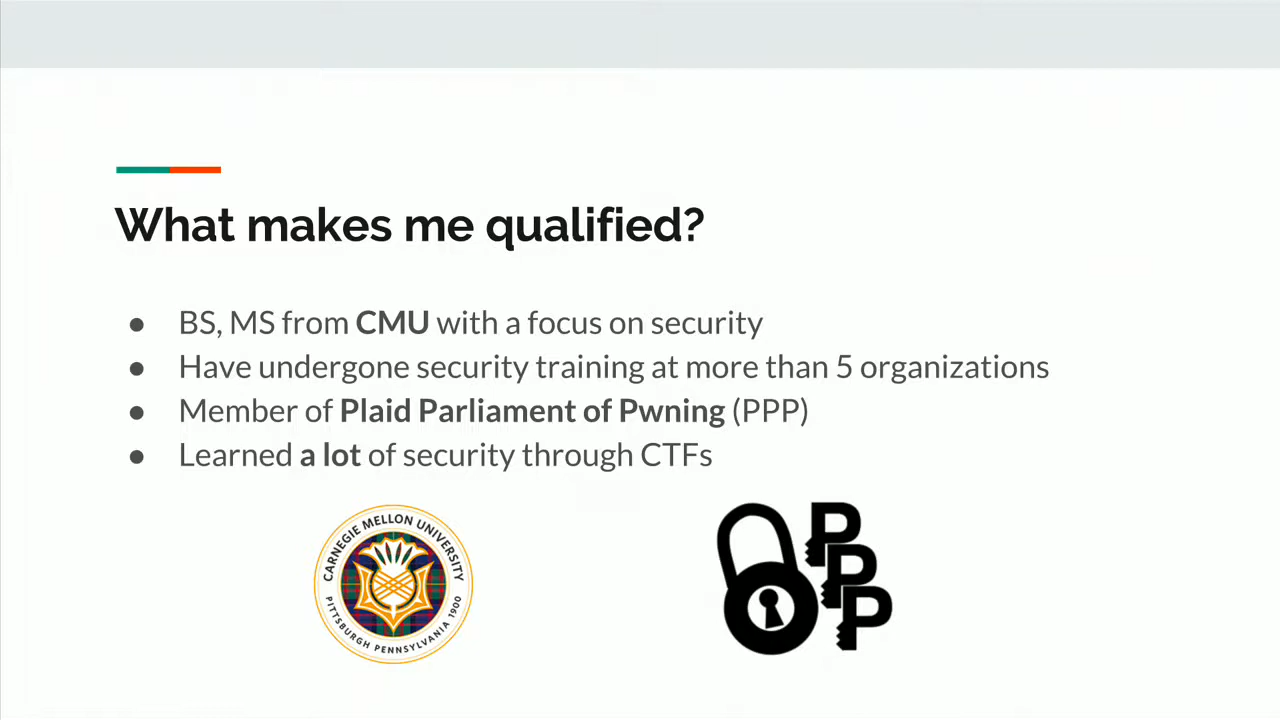 What makes me qualified?
● BS, MS from CMU with a focus on security
● Have undergone security training at more than 5 organizations
● Member of Plaid Parliament of Pwning (PPP)
● Learned a lot of security through CTFs
CARNEGIE MELLON UNIVERSITY
PITTSBURGH PENNSYLVANIA 1900
P
P
P